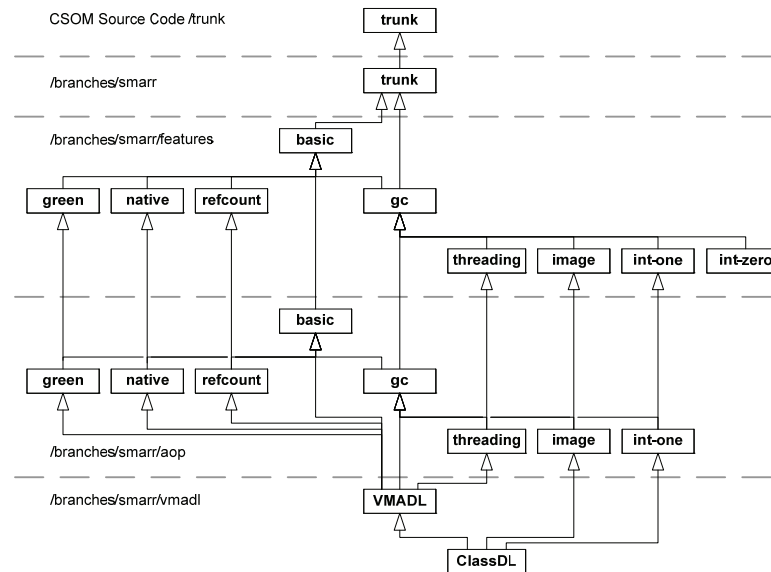 CSOM Source Code /trunk
trunk
/branches/smarr
trunk
/branches/smarr/features
basic
green
native
refcount
gc
threading
image
int-one
int-zero
basic
green
native
refcount
gc
/branches/smarr/aop
threading
image
int-one
/branches/smarr/vmadl
VMADL
ClassDL